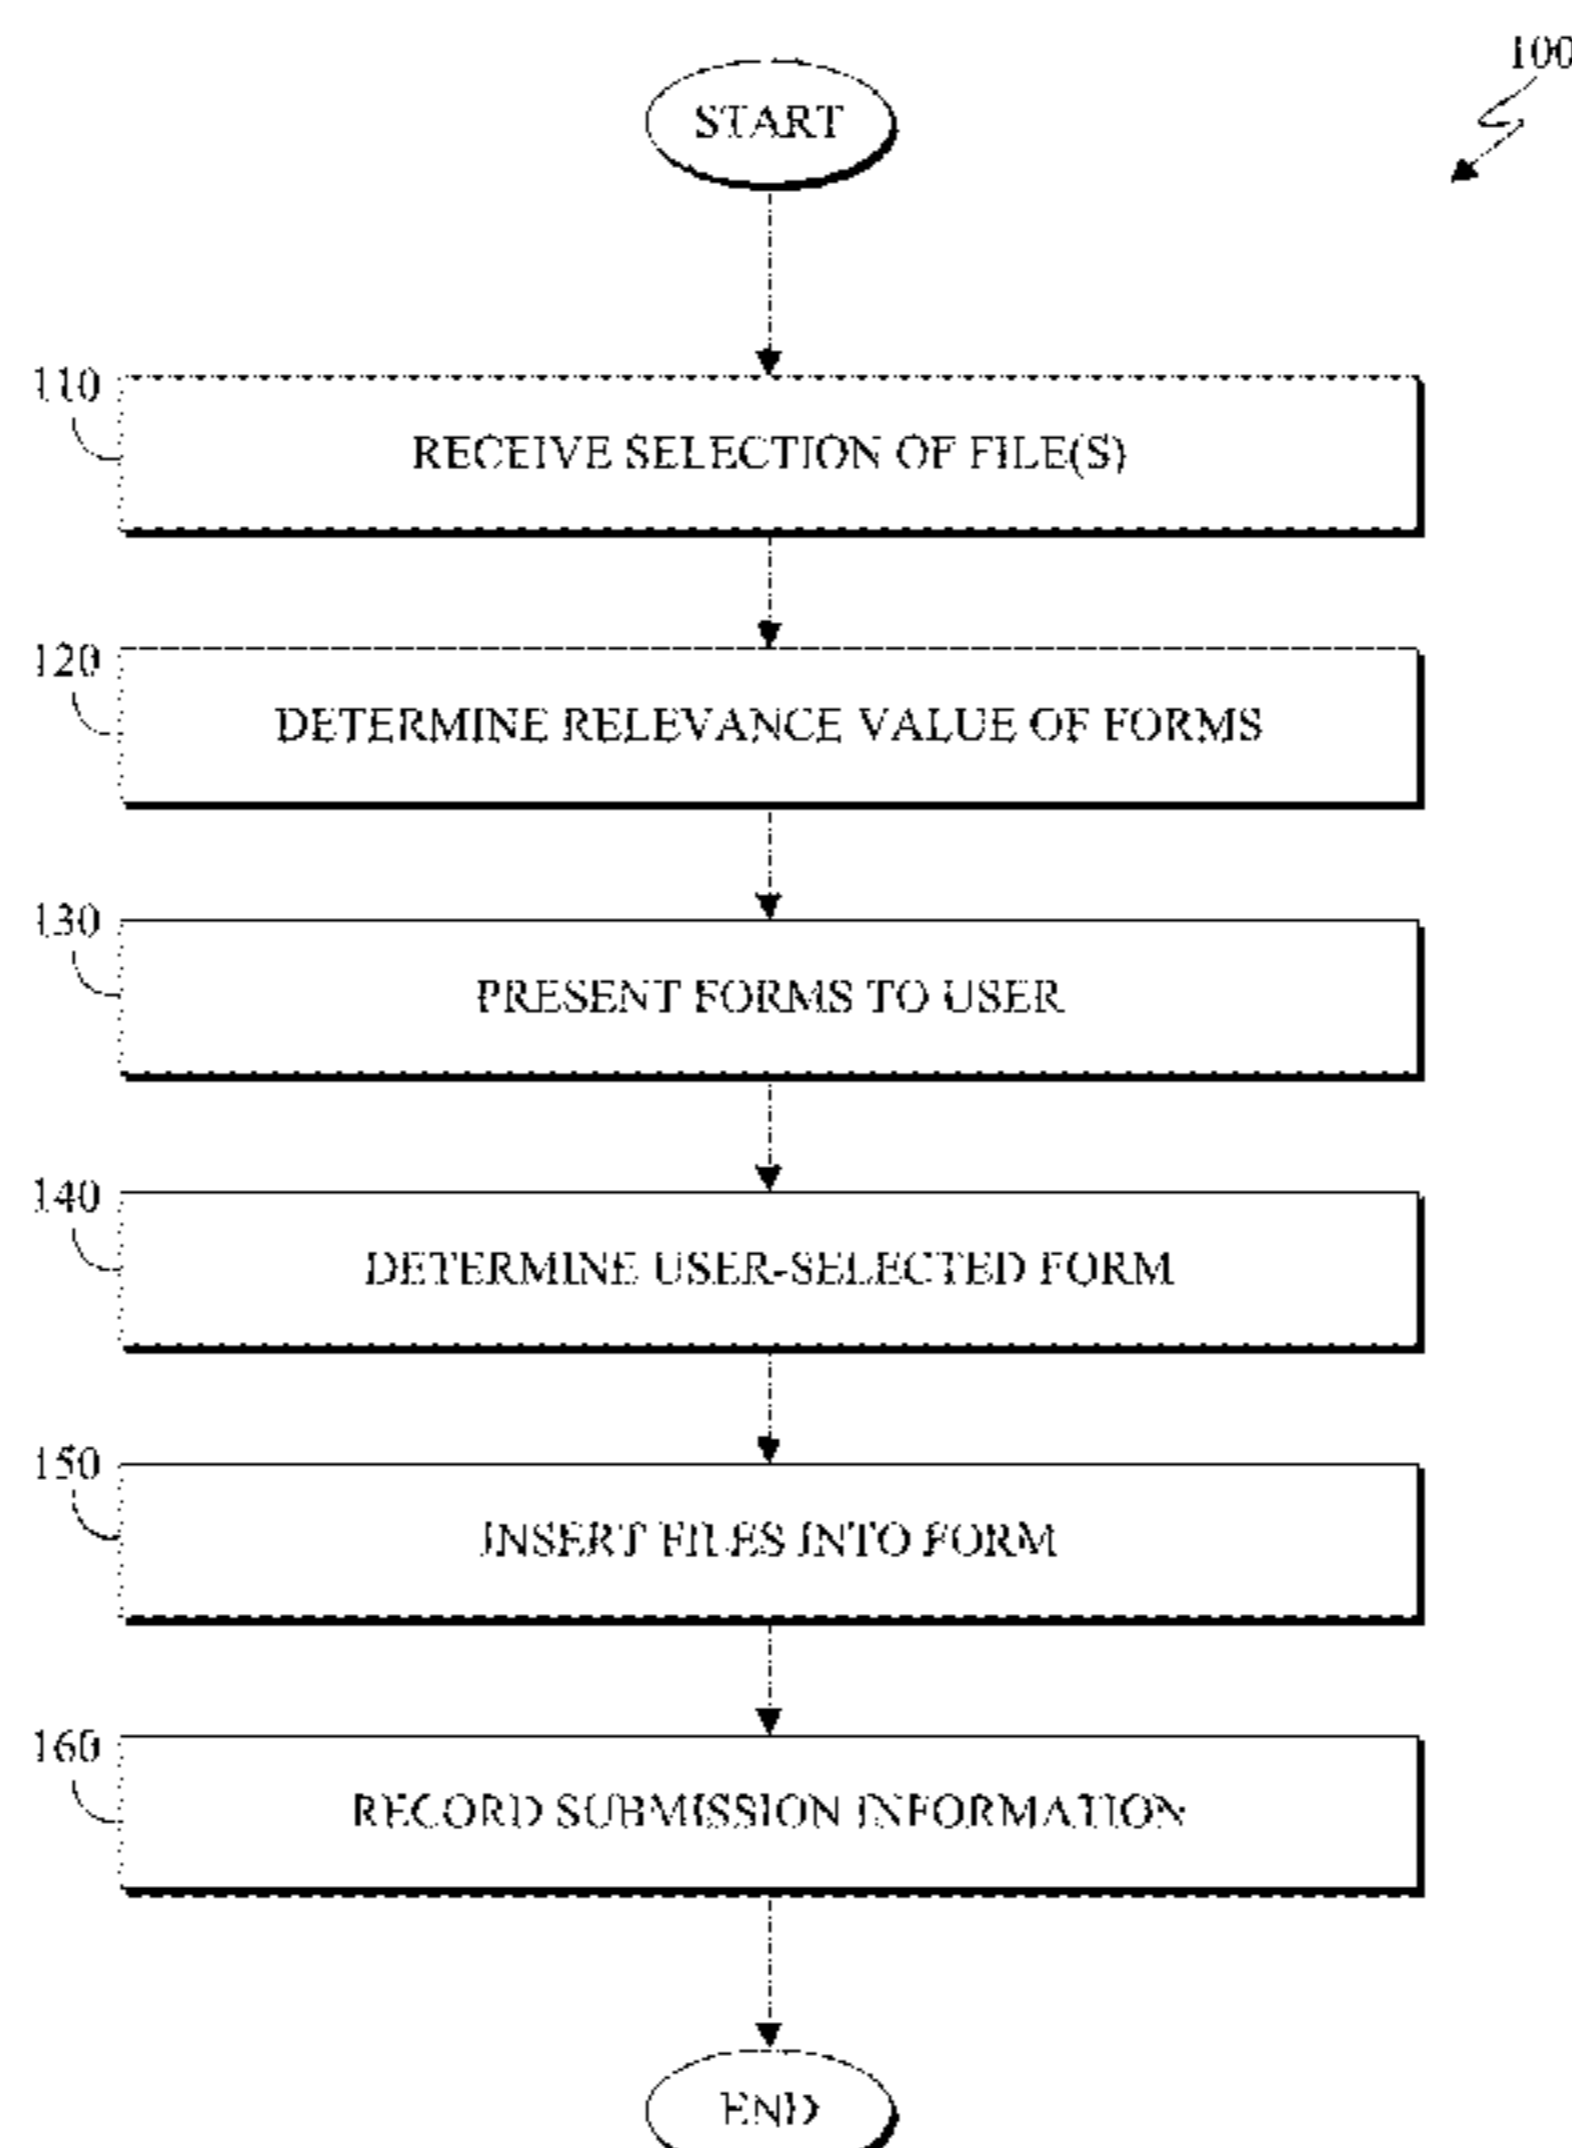 100
START
110
RECEIVE SELECTION OF FILE(S)
120
DETERMINE RELEVANCE VALUE OF FORMS
130
PRESENT FORMS TO USER
140
DETERMINE USER-SELECTED FORM
150
INSERT FILES INTO FORM
160
RECORD SUBMISSION INFORMATION
END